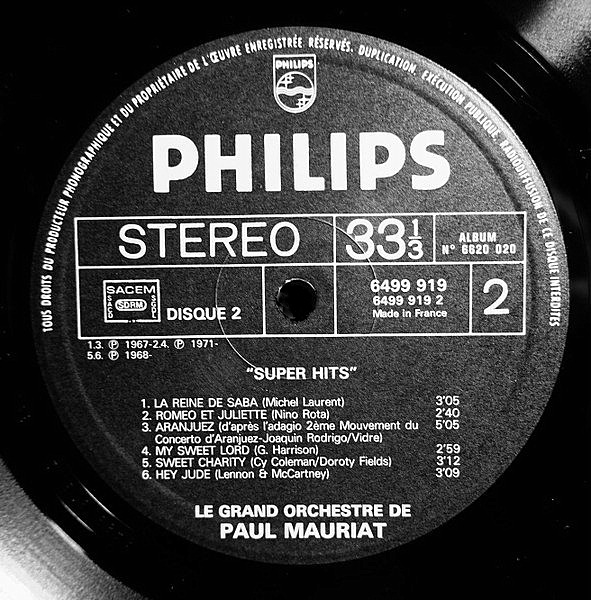 TOUS DROITS DU PRODUCTEUR PHONOGRAPHIQUE ET DU PROPRIÉTAIRE DE L'ŒUVRE ENREGISTRÉE RÉSERVÉS. DUPLICATION, EXÉCUTION PUBLIQUE, RADIODIFFUSION DE CE DISQUE INTERDITES
PHILIPS
PHILIPS
STEREO 33 1/3 ALBUM
N° 6620 020
SACEM
SACD SDRM SGDL
DISQUE 2
6499 919
6499 919 2
Made in France
2
1.3. ℗ 1967-2.4. ℗ 1971-
5.6. ℗ 1968-
"SUPER HITS"
1. LA REINE DE SABA (Michel Laurent) 3'05
2. ROMEO ET JULIETTE (Nino Rota) 2'40
3. ARANJUEZ (d'après l'adagio 2ème Mouvement du 5'05
Concerto d'Aranjuez-Joaquin Rodrigo/Vidre)
4. MY SWEET LORD (G. Harrison) 2'59
5. SWEET CHARITY (Cy Coleman/Doroty Fields) 3'12
6. HEY JUDE (Lennon & McCartney) 3'09
LE GRAND ORCHESTRE DE
PAUL MAURIAT